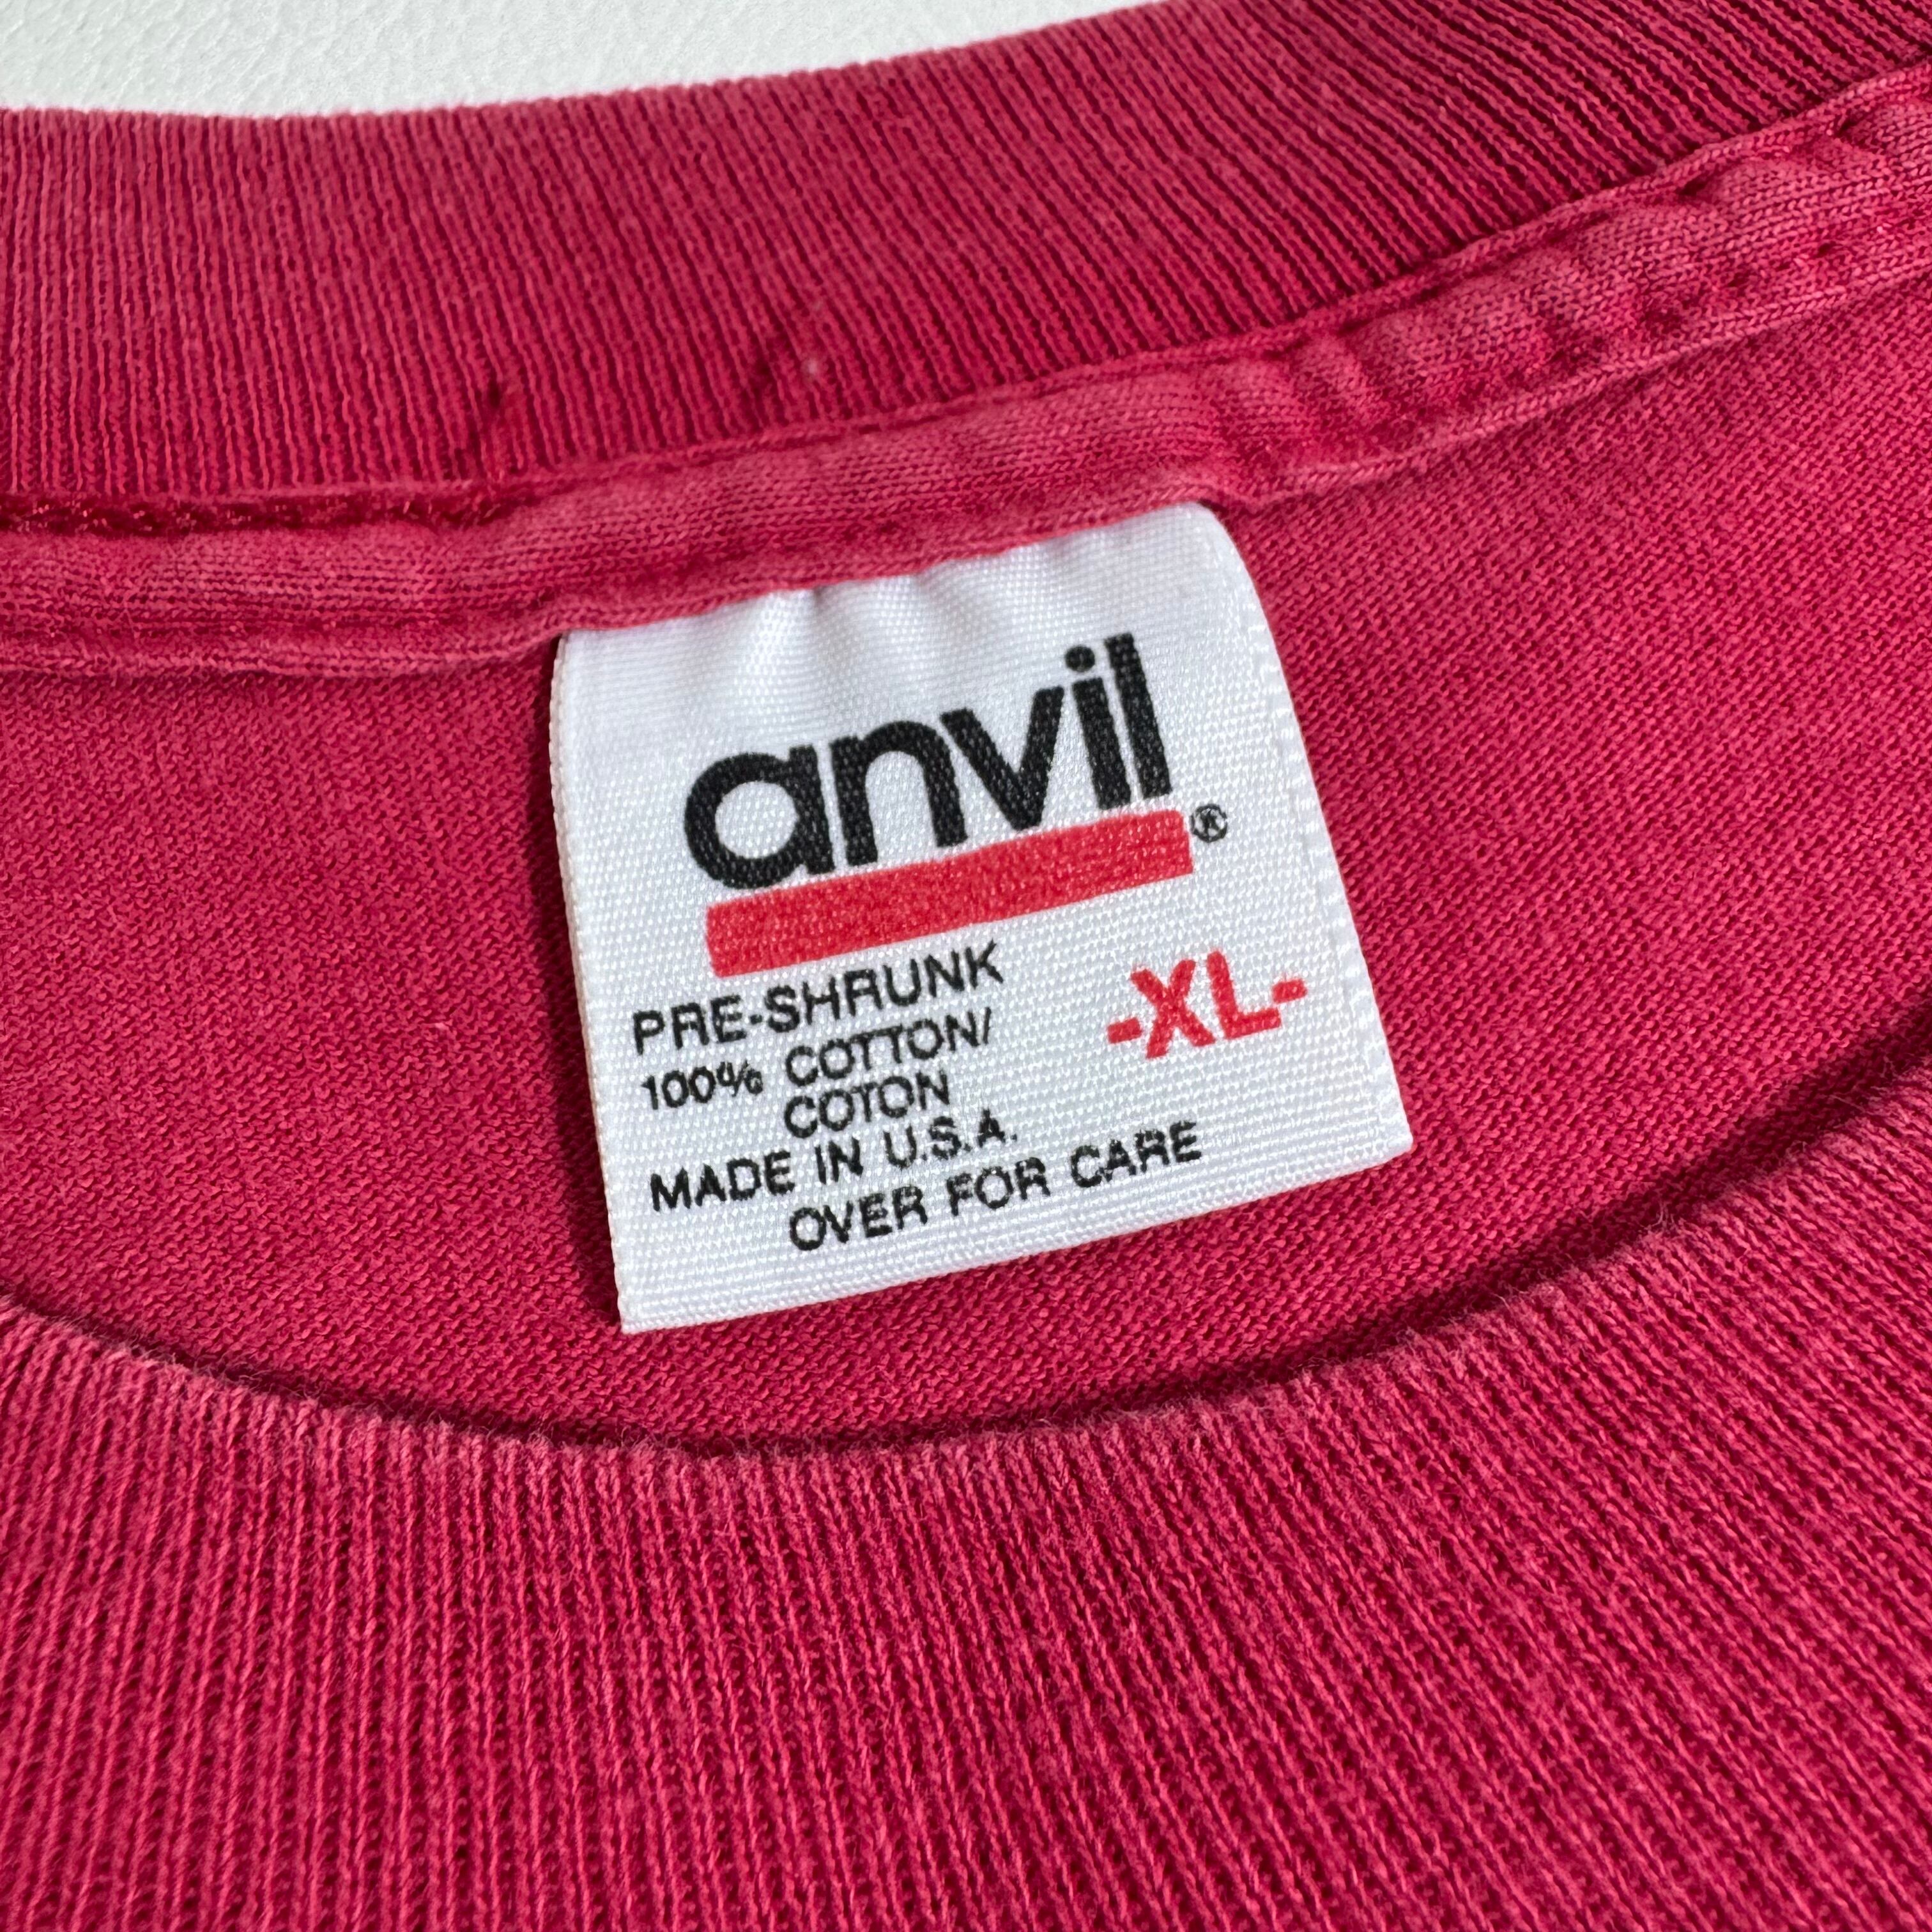 anvil®
PRE-SHRUNK
-XL-
100% COTTON/
COTON
MADE IN U.S.A.
OVER FOR CARE